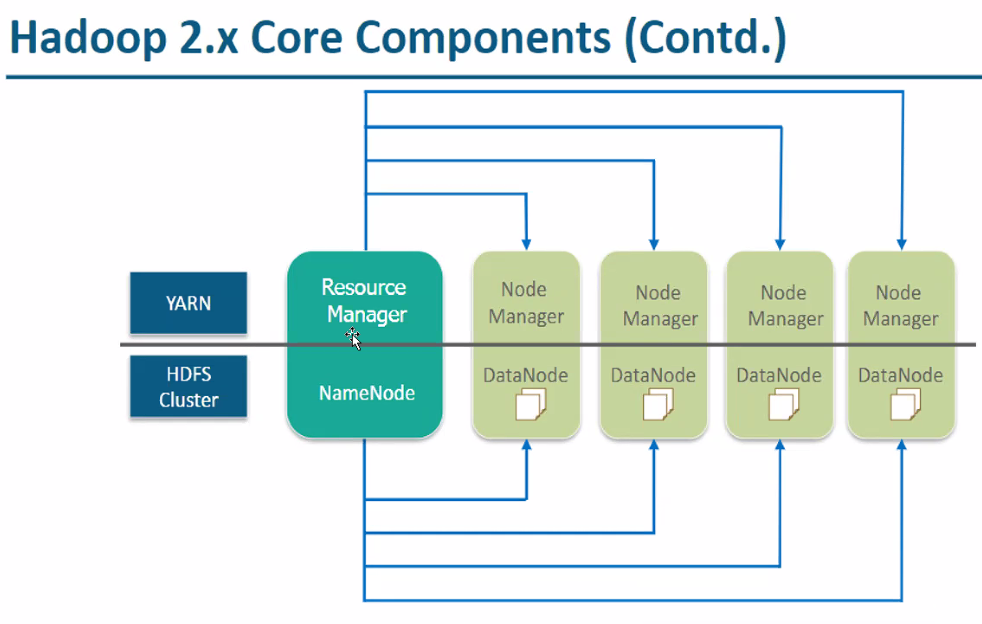 Hadoop 2.x Core Components (Contd.)
YARN
Resource
Manager
Node
Manager
Node
Manager
Node
Manager
Node
Manager
HDFS
Cluster
NameNode
DataNode
DataNode
DataNode
DataNode